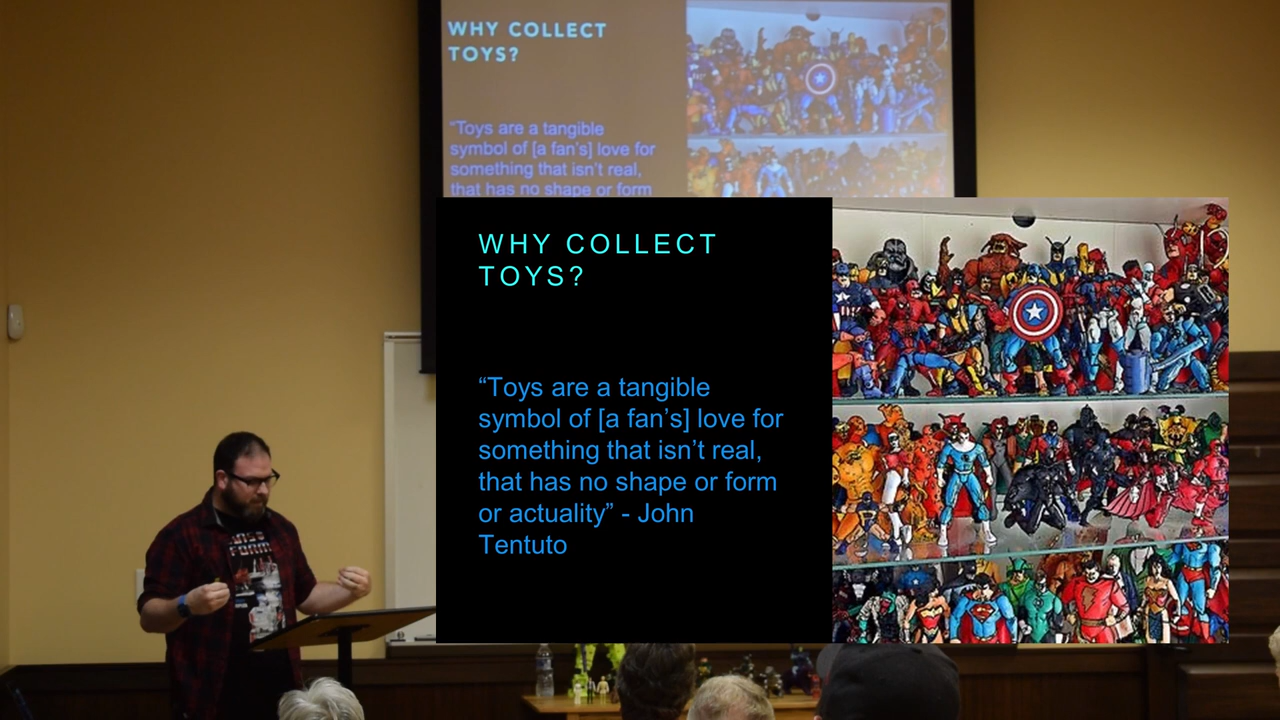 WHY COLLECT
TOYS?
“Toys are a tangible
symbol of [a fan’s] love for
something that isn’t real,
that has no shape or form
WHY COLLECT
TOYS?
“Toys are a tangible
symbol of [a fan’s] love for
something that isn’t real,
that has no shape or form
or actuality” - John
Tentuto